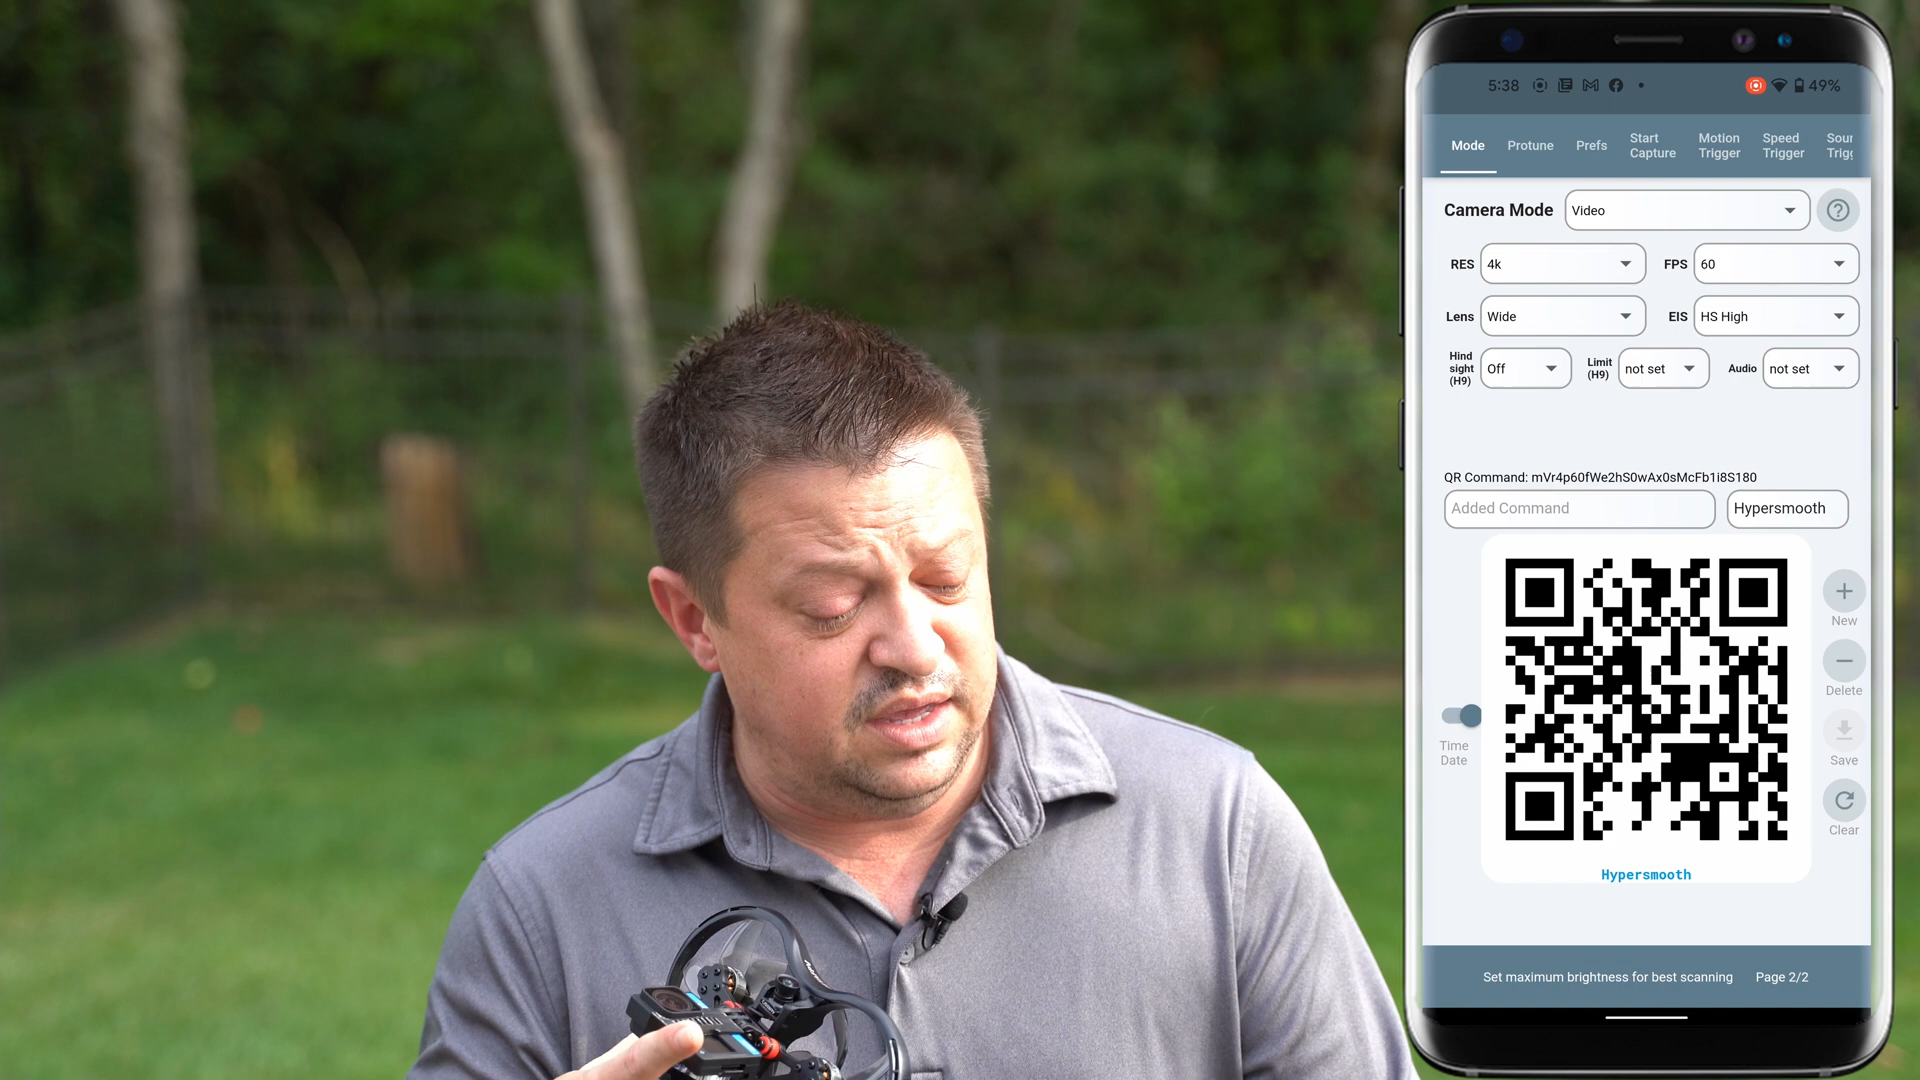 5:38
49%
Mode
Protune
Prefs
Start
Capture
Motion
Trigger
Speed
Trigger
Camera Mode
Video
RES
4k
FPS
60
Lens
Wide
EIS
HS High
Hind
sight
(H9)
Off
Limit
(H9)
not set
Audio
not set
QR Command: mVr4p60fWe2hS0wAx0sMcFb1i8S180
Added Command
Hypersmooth
New
Delete
Time
Date
Save
Clear
Hypersmooth
Set maximum brightness for best scanning
Page 2/2